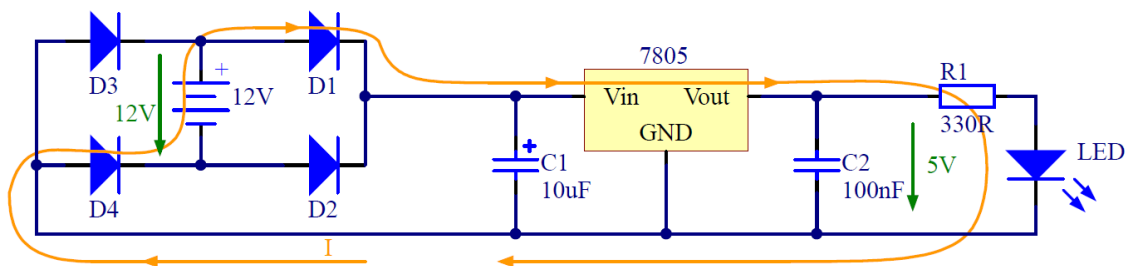 D3
12V
+
12V
D1
D4
D2
I
+
C1
10uF
7805
Vin
Vout
GND
C2
100nF
5V
R1
330R
LED